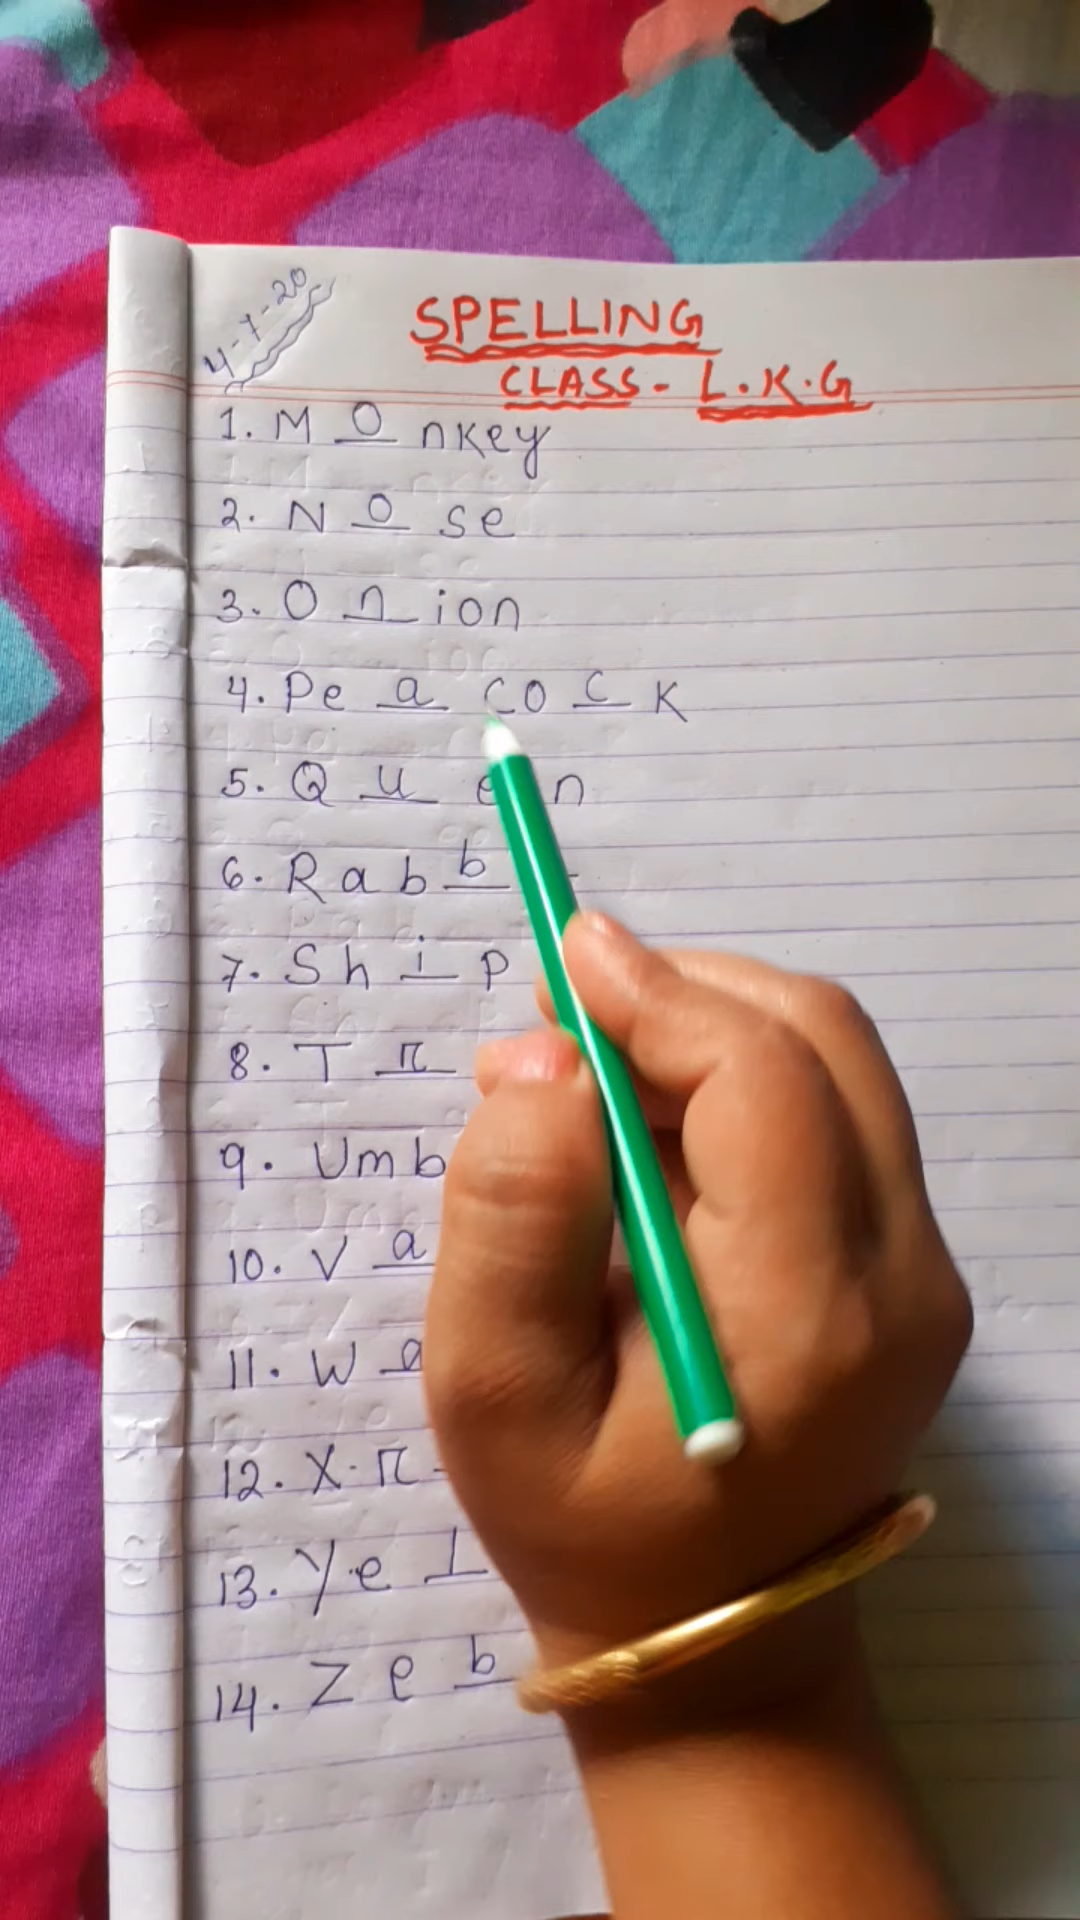 4-7-20
SPELLING
CLASS- L.K.G
1. M o nkey
2. N o se
3. O n ion
4. Pe a co c k
5. Q u e n
6. Rab b
7. Sh i p
8. T r
9. Umb
10. V a
11. W a
12. X-r-
13. Ye l
14. Ze b